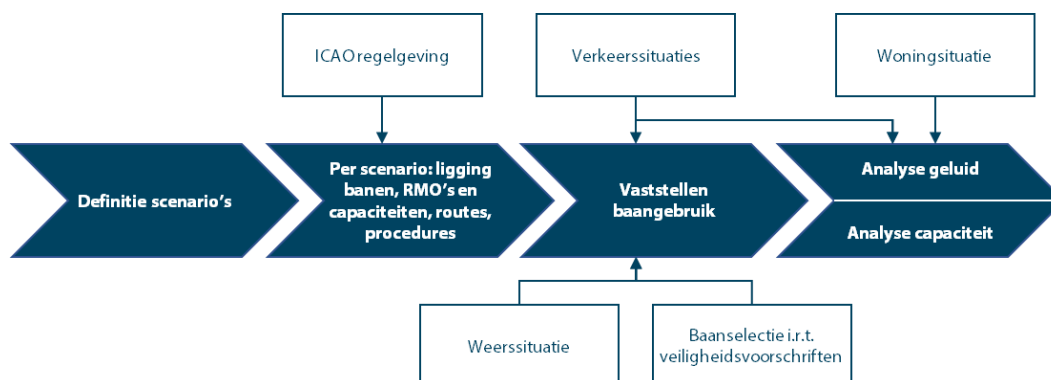 ICAO regelgeving
Verkeerssituaties
Woningsituatie
Definitie scenario's
Per scenario: ligging
banen, RMO's en
capaciteiten, routes,
procedures
Vaststellen
baangebruik
Analyse geluid
Analyse capaciteit
Weerssituatie
Baanselectie i.r.t.
veiligheidsvoorschriften